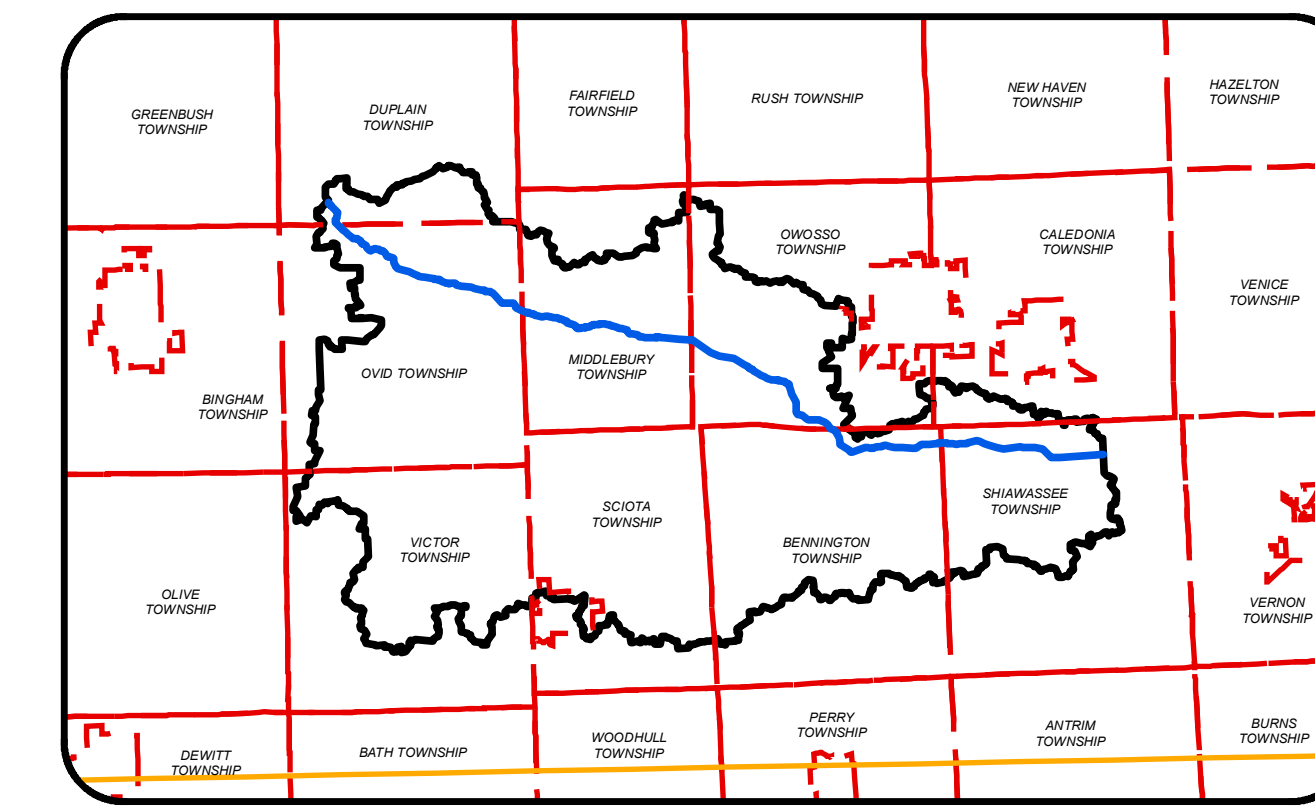 GREENBUSH
TOWNSHIP
DUPLAIN
TOWNSHIP
FAIRFIELD
TOWNSHIP
RUSH TOWNSHIP
NEW HAVEN
TOWNSHIP
HAZELTON
TOWNSHIP
OWOSSO
TOWNSHIP
CALEDONIA
TOWNSHIP
VENICE
TOWNSHIP
BINGHAM
TOWNSHIP
OVID TOWNSHIP
MIDDLEBURY
TOWNSHIP
SCIOTA
TOWNSHIP
SHIAWASSEE
TOWNSHIP
VICTOR
TOWNSHIP
BENNINGTON
TOWNSHIP
OLIVE
TOWNSHIP
VERNON
TOWNSHIP
DEWITT
TOWNSHIP
BATH TOWNSHIP
WOODHULL
TOWNSHIP
PERRY
TOWNSHIP
ANTRIM
TOWNSHIP
BURNS
TOWNSHIP